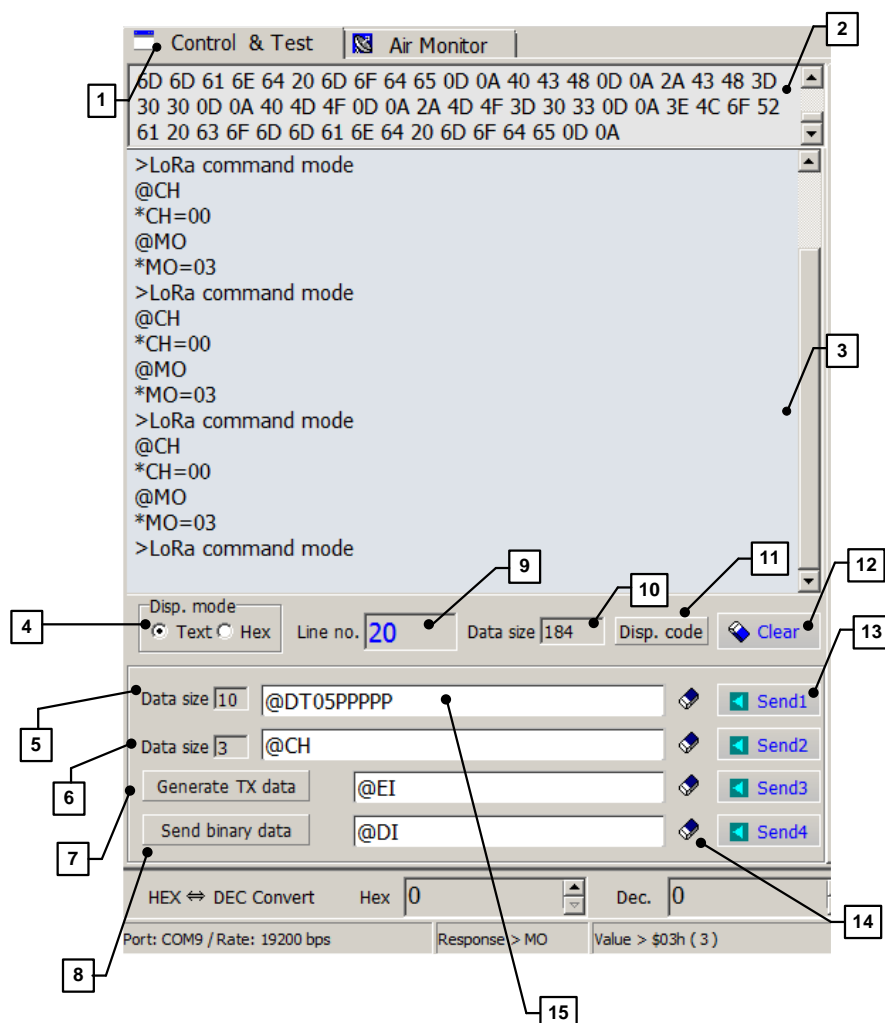 Control & Test Air Monitor
2
1
6D 6D 61 6E 64 20 6D 6F 64 65 0D 0A 40 43 48 0D 0A 2A 43 48 3D
30 30 0D 0A 40 4D 4F 0D 0A 2A 4D 4F 3D 30 33 0D 0A 3E 4C 6F 52
61 20 63 6F 6D 6D 61 6E 64 20 6D 6F 64 65 0D 0A
>LoRa command mode
@CH
*CH=00
@MO
*MO=03
>LoRa command mode
@CH
*CH=00
@MO
*MO=03
>LoRa command mode
@CH
*CH=00
@MO
*MO=03
>LoRa command mode
3
9
10
11
12
4
Disp. mode
Text Hex Line no. 20 Data size 184 Disp. code Clear
13
5
Data size 10 @DT05PPPPP Send1
6
Data size 3 @CH Send2
7
Generate TX data @EI Send3
Send binary data @DI Send4
HEX ⇔ DEC Convert Hex 0 Dec. 0
14
Port: COM9 / Rate: 19200 bps Response > MO Value > $03h ( 3 )
8
15